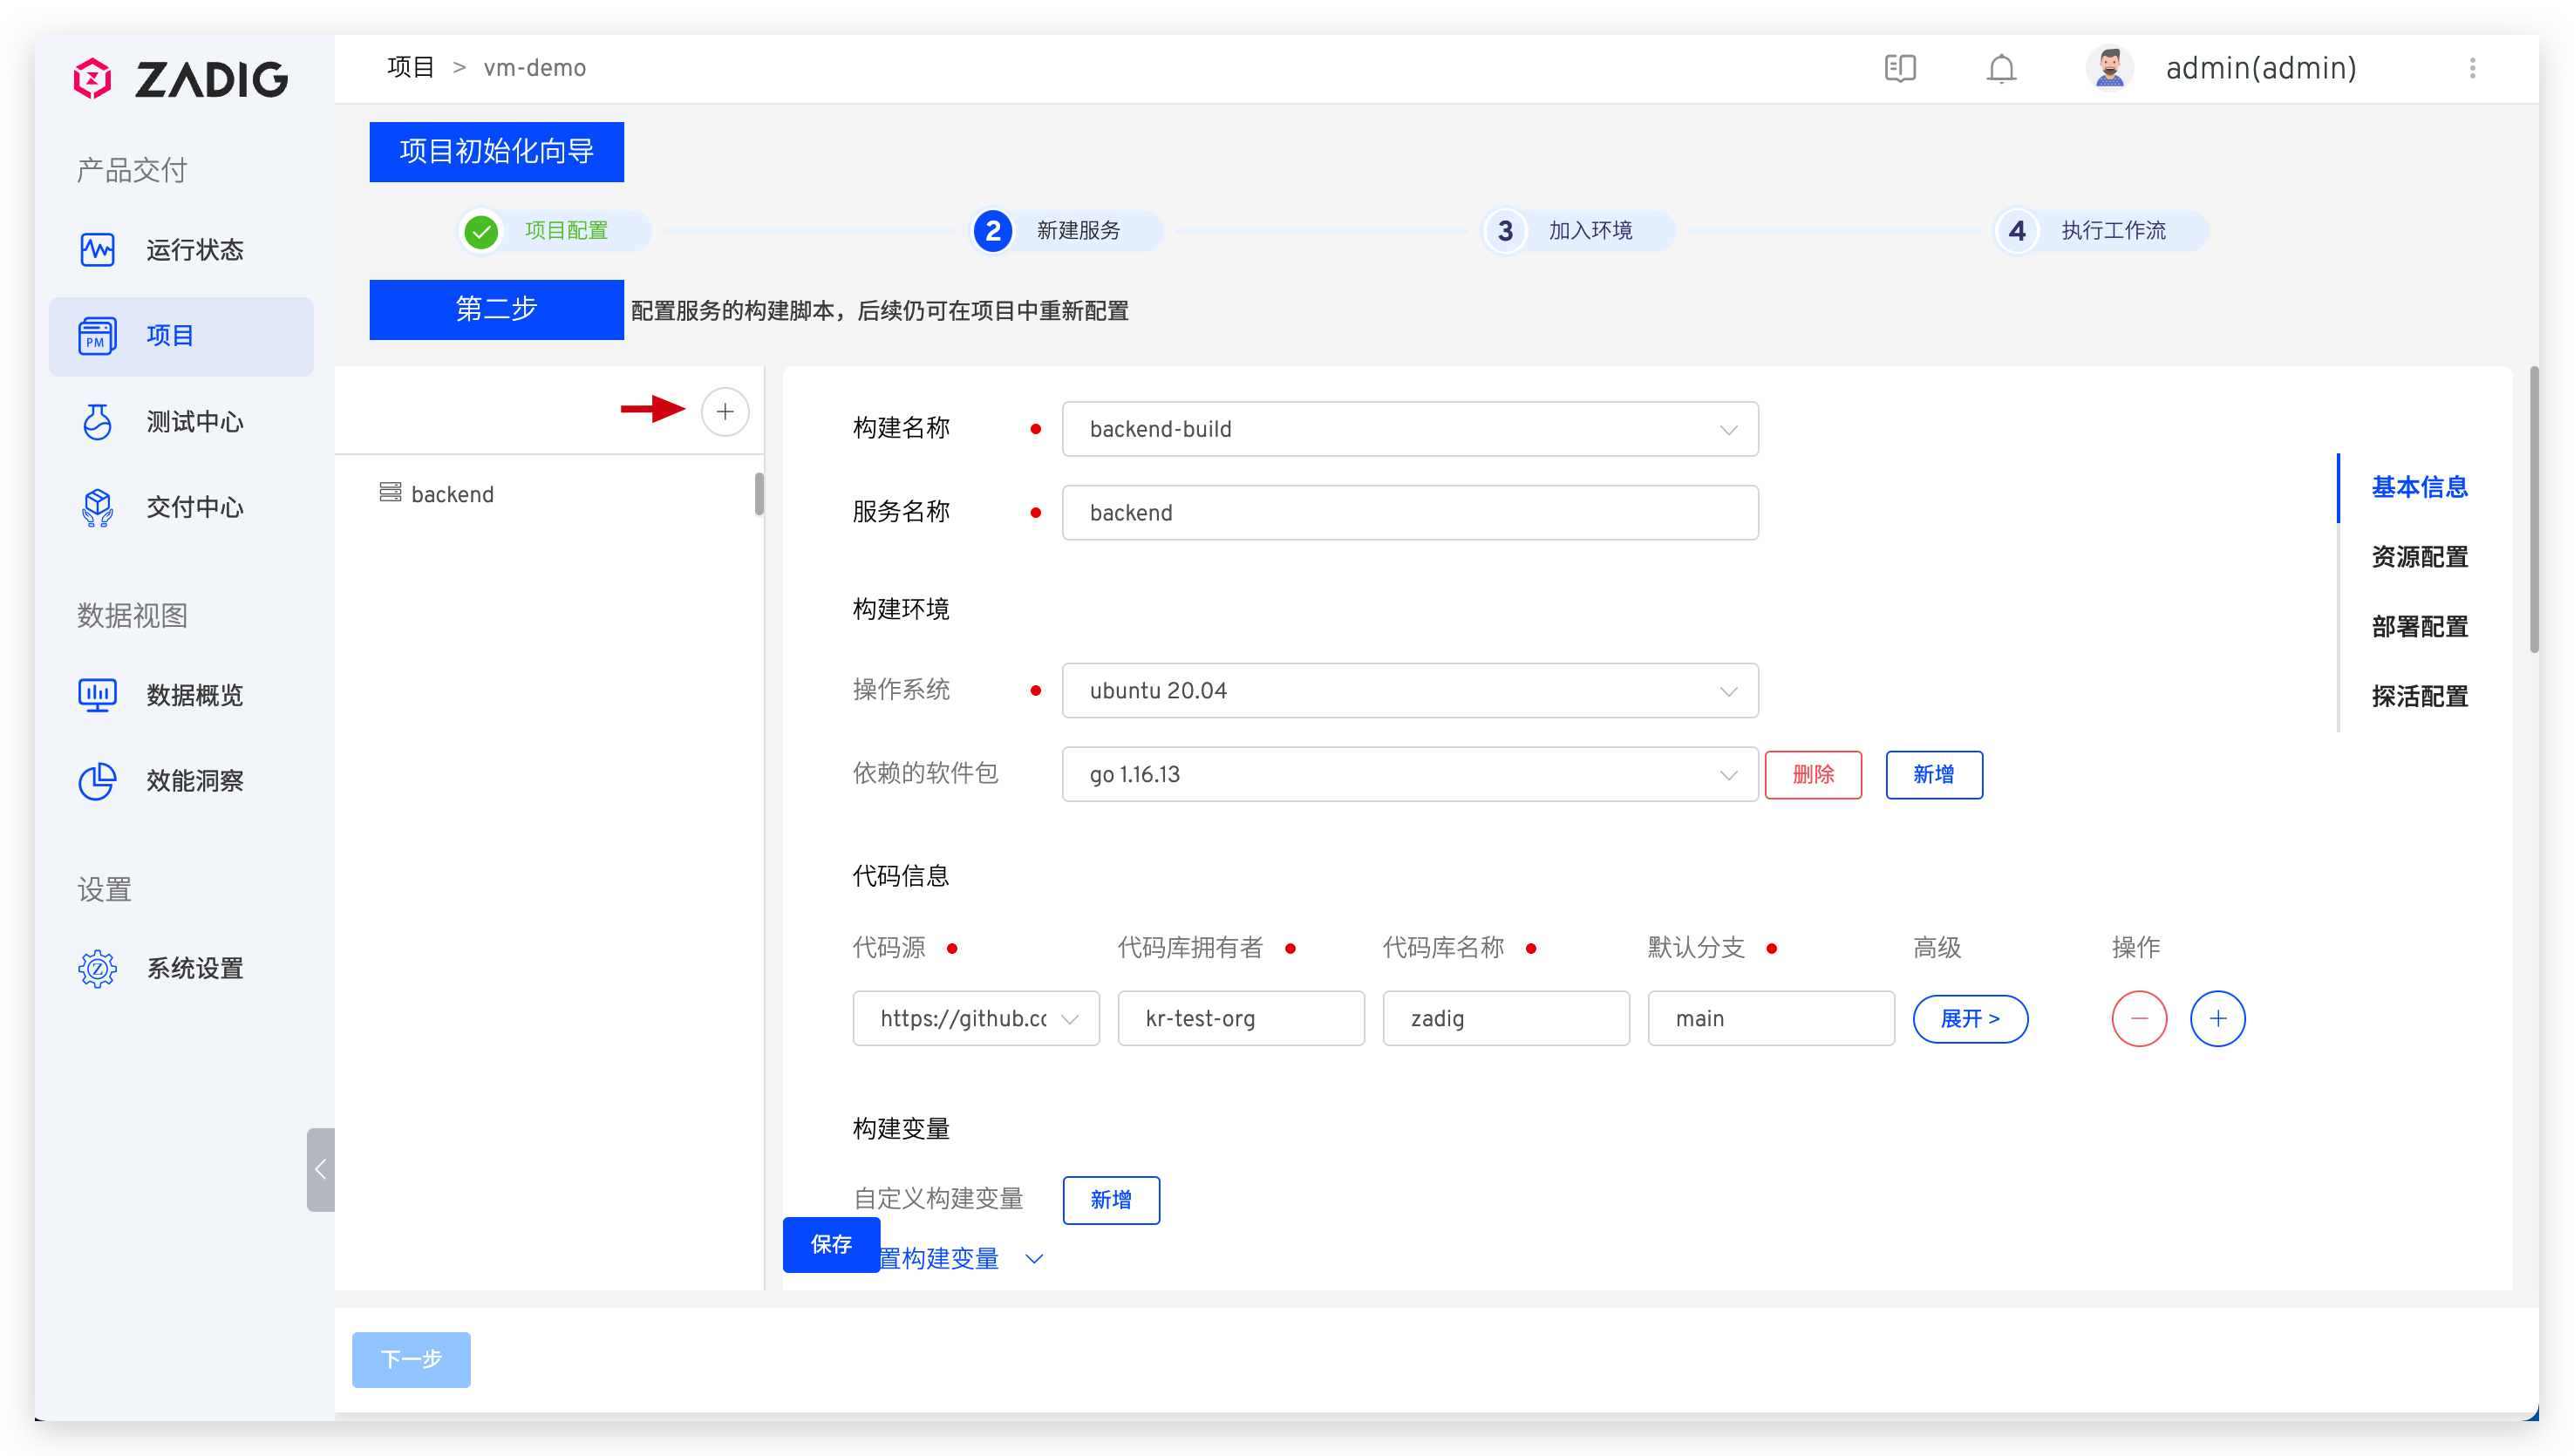 ZADIG
项目 > vm-demo
admin(admin)
产品交付
运行状态
PM
项目
测试中心
交付中心
数据视图
数据概览
效能洞察
设置
Z
系统设置
项目初始化向导
项目配置
2 新建服务
3 加入环境
4 执行工作流
第二步 配置服务的构建脚本，后续仍可在项目中重新配置
backend
构建名称 backend-build
服务名称 backend
构建环境
操作系统 ubuntu 20.04
依赖的软件包 go 1.16.13 删除 新增
代码信息
代码源 代码库拥有者 代码库名称 默认分支 高级 操作
https://github.cc kr-test-org zadig main 展开 >
构建变量
自定义构建变量 新增
保存 置构建变量
基本信息
资源配置
部署配置
探活配置
下一步